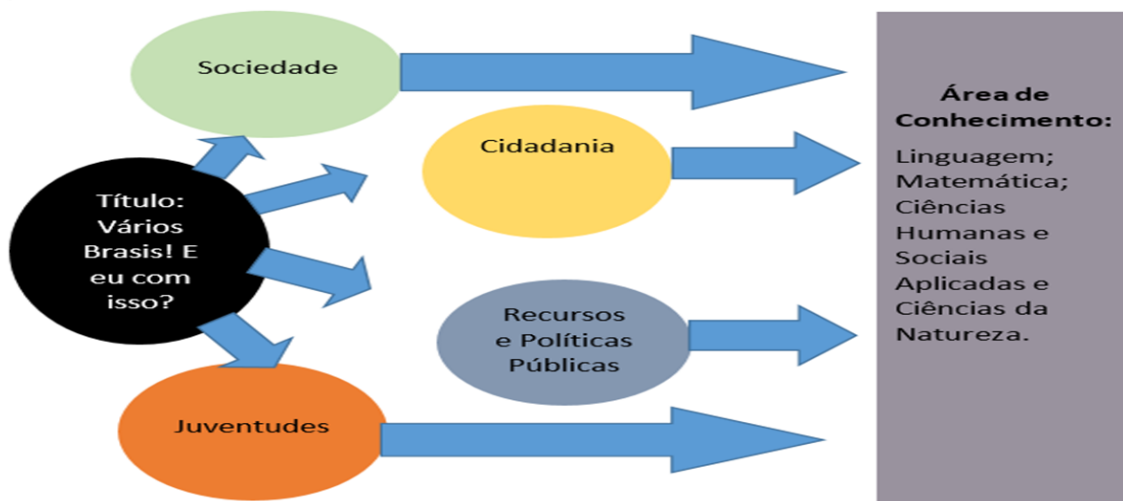 Sociedade
Cidadania
Título:
Vários
Brasis! E
eu com
isso?
Recursos
e Políticas
Públicas
Juventudes
Área de
Conhecimento:
Linguagem;
Matemática;
Ciências
Humanas e
Sociais
Aplicadas e
Ciências da
Natureza.